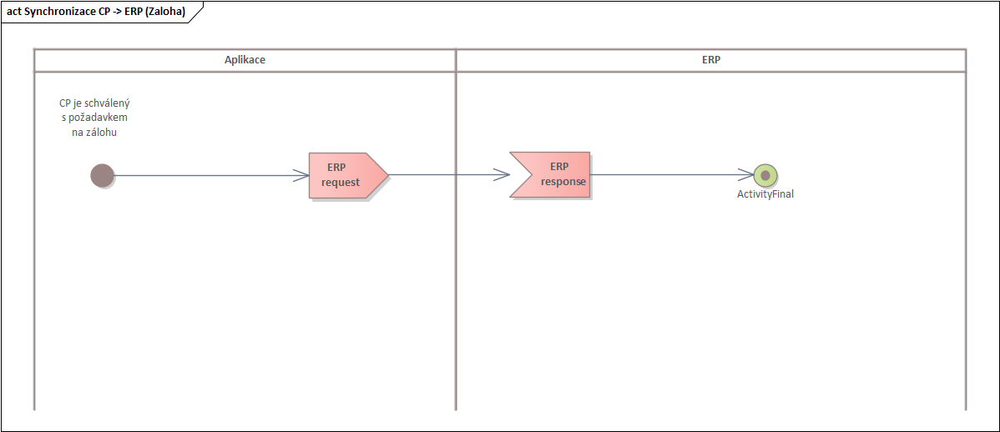 act Synchronizace CP -> ERP (Zaloha)
Aplikace
ERP
CP je schválený
s požadavkem
na zálohu
ERP
request
ERP
response
ActivityFinal